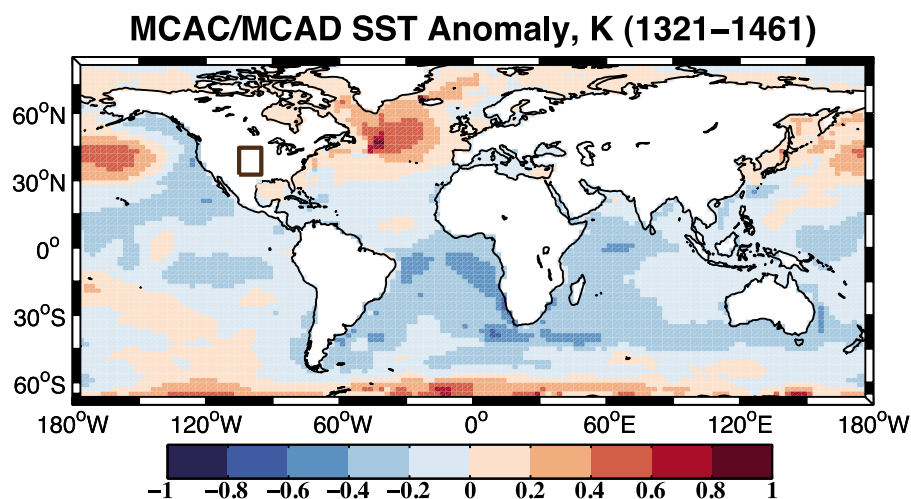 MCAC/MCAD SST Anomaly, K (1321−1461)
60°N
30°N
0°
30°S
60°S
180°W 120°W 60°W 0° 60°E 120°E 180°W
−1 −0.8 −0.6 −0.4 −0.2 0 0.2 0.4 0.6 0.8 1